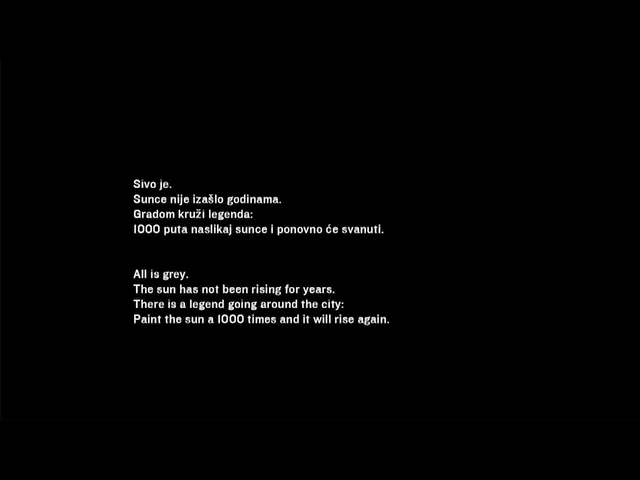 Sivo je.
Sunce nije izašlo godinama.
Gradom kruži legenda:
1000 puta naslikaj sunce i ponovno će svanuti.
All is grey.
The sun has not been rising for years.
There is a legend going around the city:
Paint the sun a 1000 times and it will rise again.